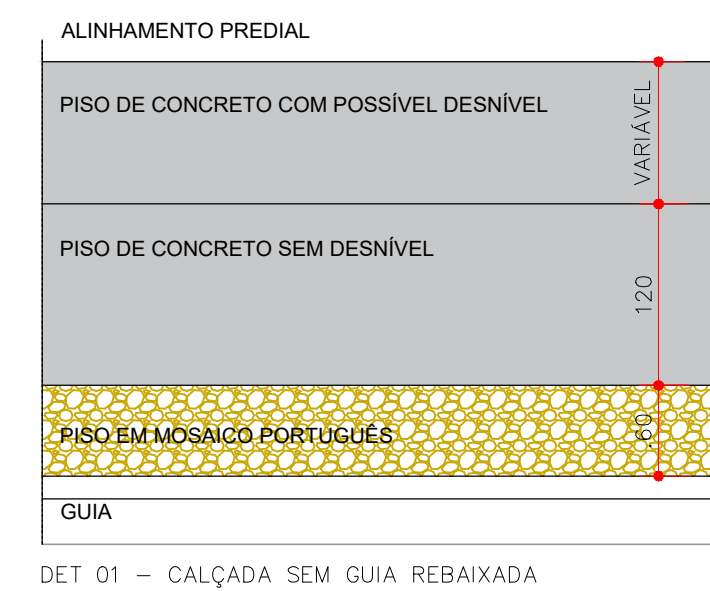 ALINHAMENTO PREDIAL
PISO DE CONCRETO COM POSSÍVEL DESNÍVEL
VARIÁVEL
PISO DE CONCRETO SEM DESNÍVEL
120
PISO EM MOSAICO PORTUGUÊS
.60
GUIA
DET 01 – CALÇADA SEM GUIA REBAIXADA